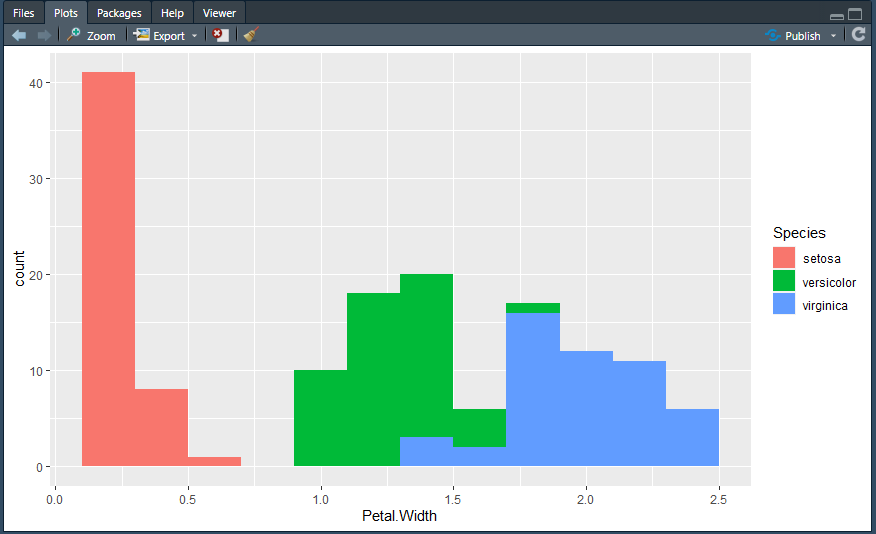 Files Plots Packages Help Viewer
Zoom Export Publish
40
30
20
10
0
count
0.0 0.5 1.0 1.5 2.0 2.5
Petal.Width
Species
setosa
versicolor
virginica